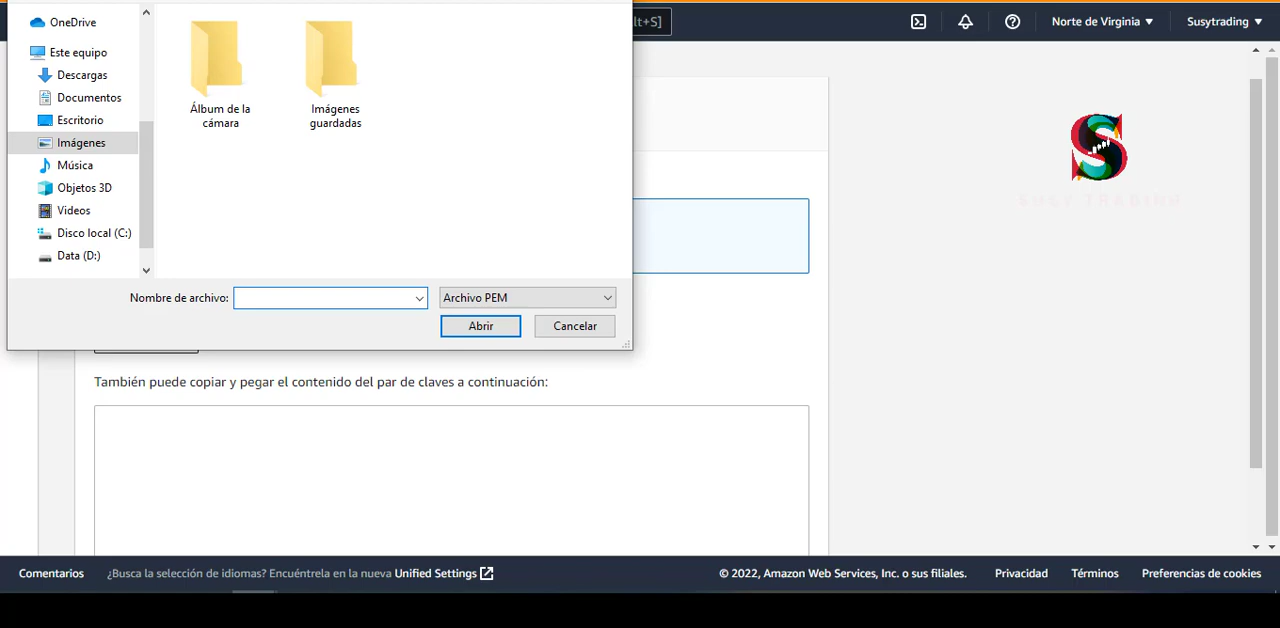 OneDrive
Este equipo
Descargas
Documentos
Escritorio
Imágenes
Música
Objetos 3D
Videos
Disco local (C:)
Data (D:)
Álbum de la
cámara
Imágenes
guardadas
Nombre de archivo:
Archivo PEM
Abrir
Cancelar
lt+S]
Norte de Virginia
Susytrading
S
SUSY TRADING
También puede copiar y pegar el contenido del par de claves a continuación:
Comentarios
¿Busca la selección de idiomas? Encuéntrela en la nueva Unified Settings
© 2022, Amazon Web Services, Inc. o sus filiales.
Privacidad
Términos
Preferencias de cookies